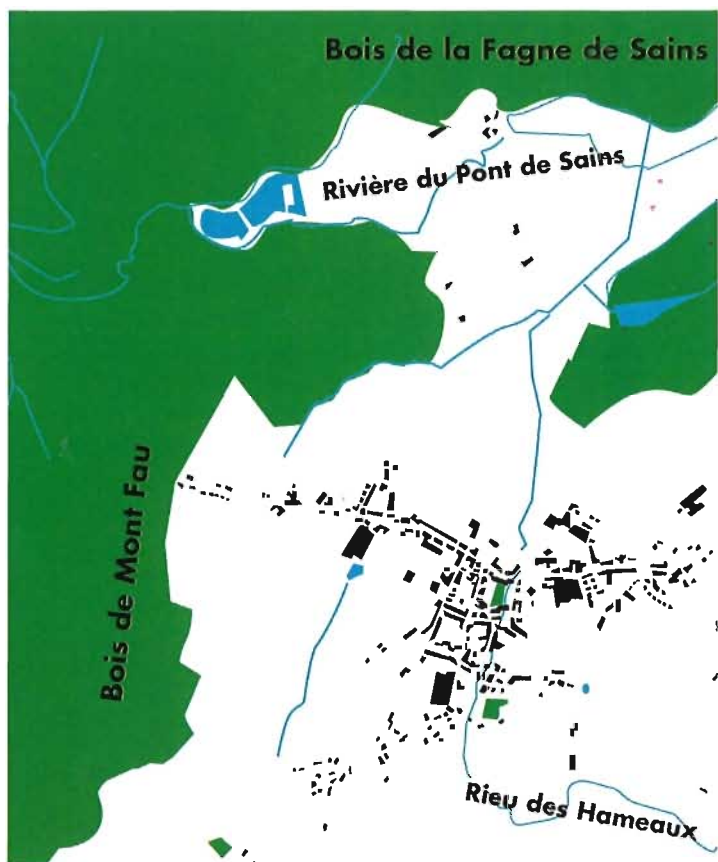 Bois de la Fagne de Sains
Rivière du Pont de Sains
Bois de Mont Fau
Rieu des Hameaux